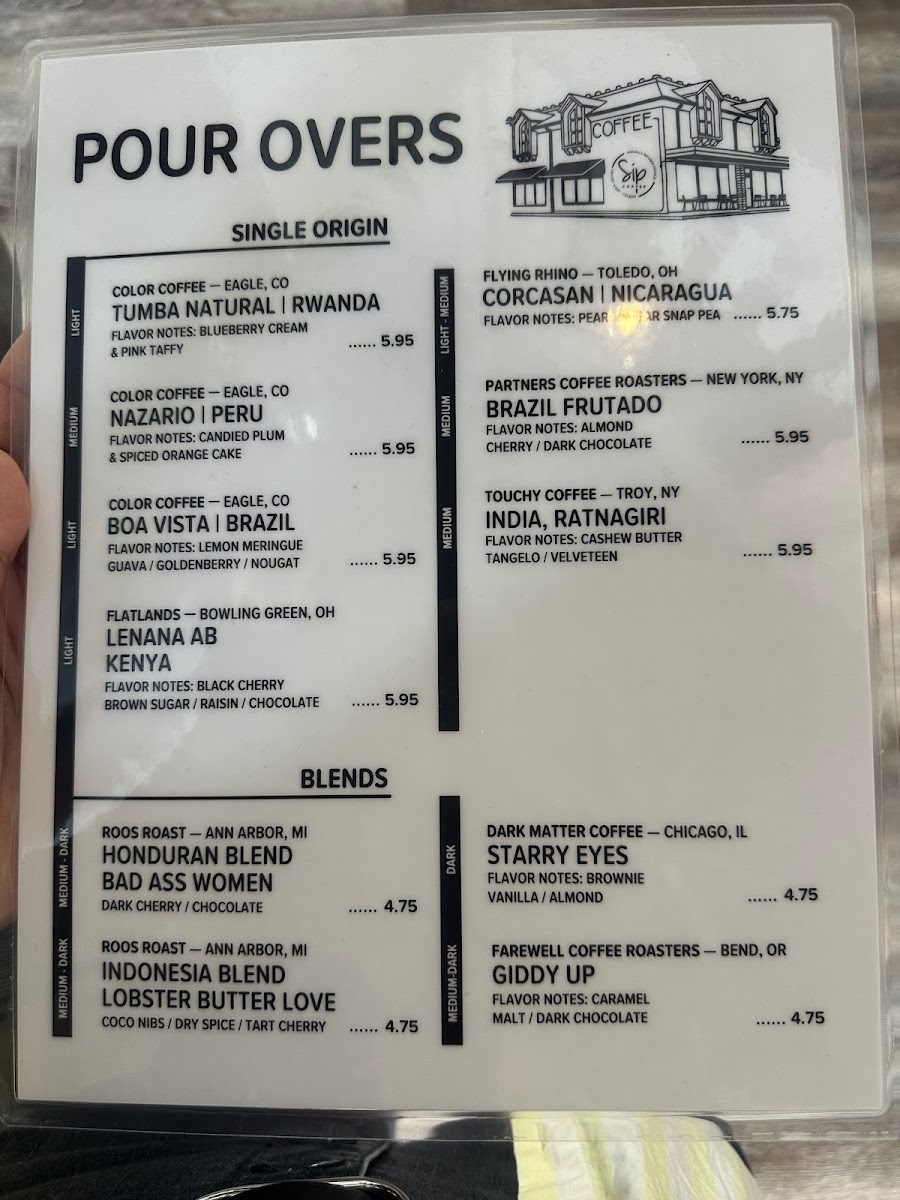 POUR OVERS
COFFEE
Sip
COFFEE
SINGLE ORIGIN
LIGHT
COLOR COFFEE — EAGLE, CO
TUMBA NATURAL | RWANDA
FLAVOR NOTES: BLUEBERRY CREAM
& PINK TAFFY ...... 5.95
MEDIUM
COLOR COFFEE — EAGLE, CO
NAZARIO | PERU
FLAVOR NOTES: CANDIED PLUM
& SPICED ORANGE CAKE ...... 5.95
LIGHT
COLOR COFFEE — EAGLE, CO
BOA VISTA | BRAZIL
FLAVOR NOTES: LEMON MERINGUE
GUAVA / GOLDENBERRY / NOUGAT ...... 5.95
LIGHT
FLATLANDS — BOWLING GREEN, OH
LENANA AB
KENYA
FLAVOR NOTES: BLACK CHERRY
BROWN SUGAR / RAISIN / CHOCOLATE ...... 5.95
LIGHT - MEDIUM
FLYING RHINO — TOLEDO, OH
CORCASAN | NICARAGUA
FLAVOR NOTES: PEAR SNAP PEA ...... 5.75
MEDIUM
PARTNERS COFFEE ROASTERS — NEW YORK, NY
BRAZIL FRUTADO
FLAVOR NOTES: ALMOND
CHERRY / DARK CHOCOLATE ...... 5.95
MEDIUM
TOUCHY COFFEE — TROY, NY
INDIA, RATNAGIRI
FLAVOR NOTES: CASHEW BUTTER
TANGELO / VELVETEEN ...... 5.95
BLENDS
MEDIUM - DARK
ROOS ROAST — ANN ARBOR, MI
HONDURAN BLEND
BAD ASS WOMEN
DARK CHERRY / CHOCOLATE ...... 4.75
MEDIUM - DARK
ROOS ROAST — ANN ARBOR, MI
INDONESIA BLEND
LOBSTER BUTTER LOVE
COCO NIBS / DRY SPICE / TART CHERRY ...... 4.75
DARK
DARK MATTER COFFEE — CHICAGO, IL
STARRY EYES
FLAVOR NOTES: BROWNIE
VANILLA / ALMOND ...... 4.75
MEDIUM-DARK
FAREWELL COFFEE ROASTERS — BEND, OR
GIDDY UP
FLAVOR NOTES: CARAMEL
MALT / DARK CHOCOLATE ...... 4.75